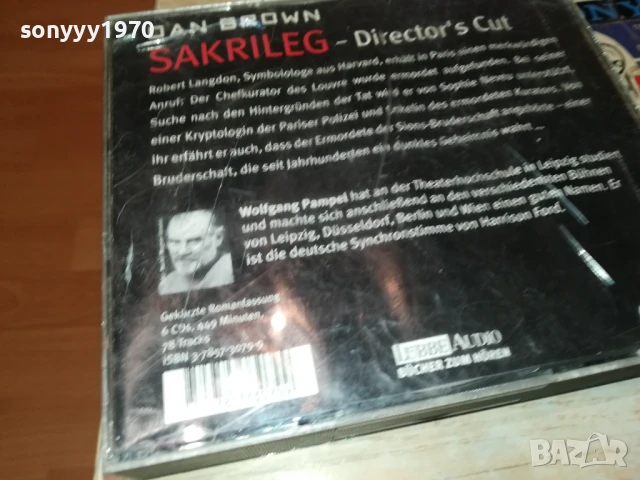 sonyyy1970
DAN BROWN
SAKRILEG – Director's Cut
Robert Langdon, Symbologe aus Harvard, erhält in Paris einen merkwürdigen
Anruf: Der Chefkurator des Louvre wurde ermordet aufgefunden. Bei seiner
Suche nach den Hintergründen der Tat wird er von Sophie Neveu unterstützt,
einer Kryptologin der Pariser Polizei und Enkelin des ermordeten Kurators. Von
ihr erfährt er auch, dass der Ermordete der Sions-Bruderschaft angehörte – einer
Bruderschaft, die seit Jahrhunderten ein dunkles Geheimnis wahrt ...
Wolfgang Pampel hat an der Theaterhochschule in Leipzig studiert
und machte sich anschließend an den verschiedensten Bühnen
von Leipzig, Düsseldorf, Berlin und Wien einen guten Namen. Er
ist die deutsche Synchronstimme von Harrison Ford.
Gekürzte Romanfassung
6 CDs, 449 Minuten,
78 Tracks
ISBN 3-7857-3079-9
LÜBBE AUDIO
BÜCHER ZUM HÖREN
BAZAR